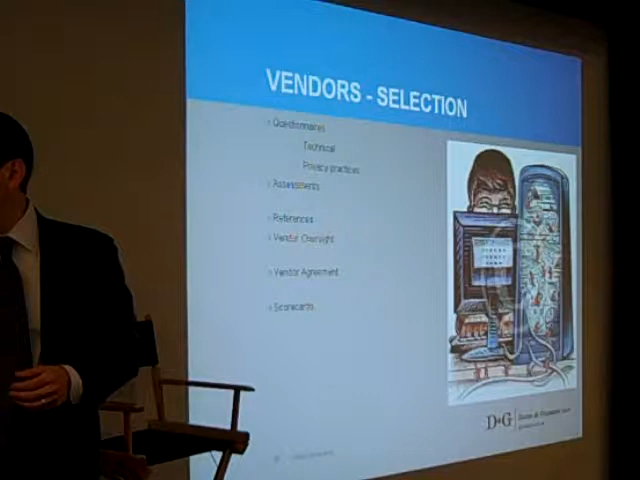 VENDORS - SELECTION
Questionnaires
Technical
Privacy practices
Assessments
References
Vendor Oversight
Vendor Agreement
Scorecards
D+G